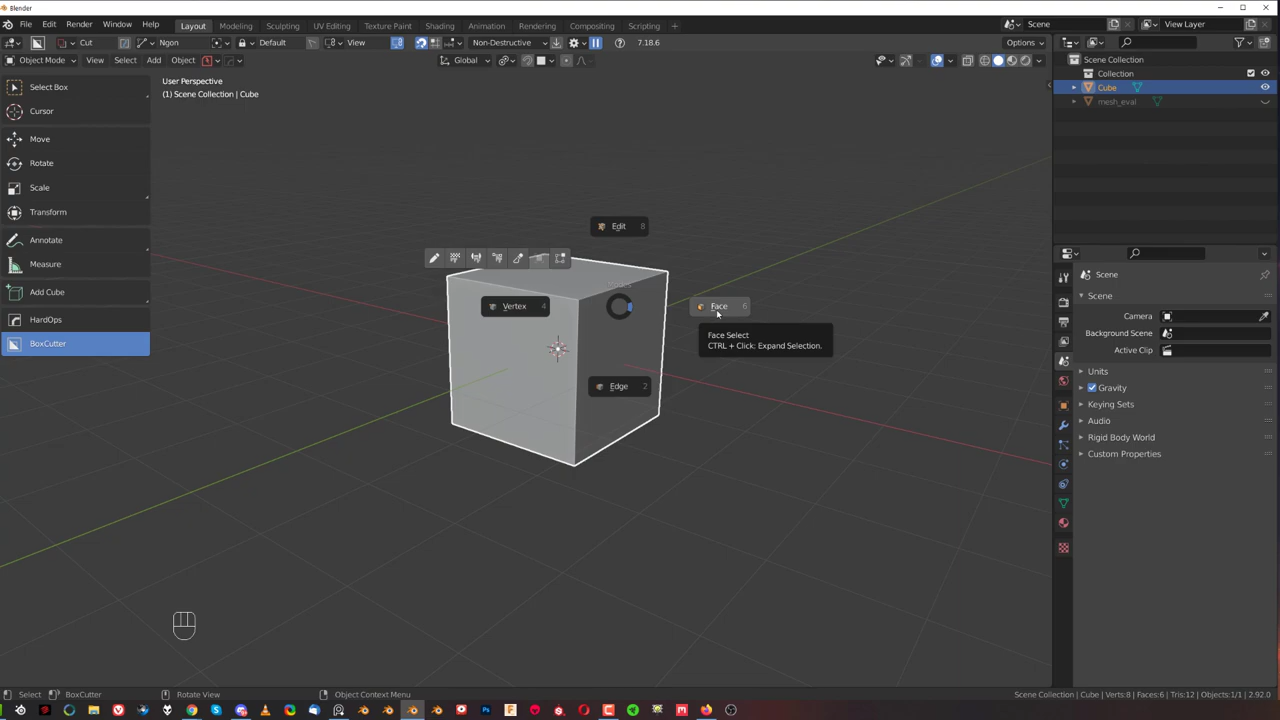 Blender
File Edit Render Window Help
Layout Modeling Sculpting UV Editing Texture Paint Shading Animation Rendering Compositing Scripting +
Scene
View Layer
Cut Ngon Default View Non-Destructive 7.18.6
Options
Object Mode View Select Add Object
Global
User Perspective
(1) Scene Collection | Cube
Select Box
Cursor
Move
Rotate
Scale
Transform
Annotate
Measure
Add Cube
HardOps
BoxCutter
Edit 8
Vertex 4
Face 6
Face Select
CTRL + Click: Expand Selection.
Edge 2
Scene Collection
Collection
Cube
mesh_eval
Scene
Scene
Camera
Background Scene
Active Clip
Units
Gravity
Keying Sets
Audio
Rigid Body World
Custom Properties
Select BoxCutter Rotate View Object Context Menu
Scene Collection | Cube | Verts:8 | Faces:6 | Tris:12 | Objects:1/1 | 2.92.0